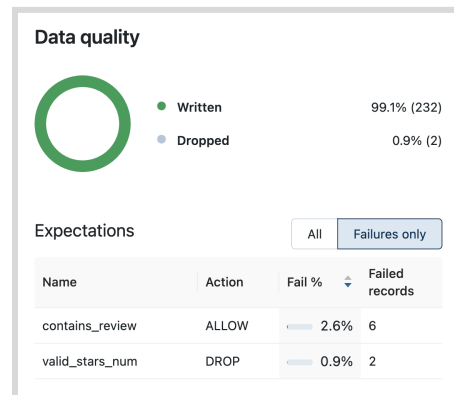 Data quality
Written 99.1% (232)
Dropped 0.9% (2)
Expectations All Failures only
Name Action Fail % Failed records
contains_review ALLOW 2.6% 6
valid_stars_num DROP 0.9% 2